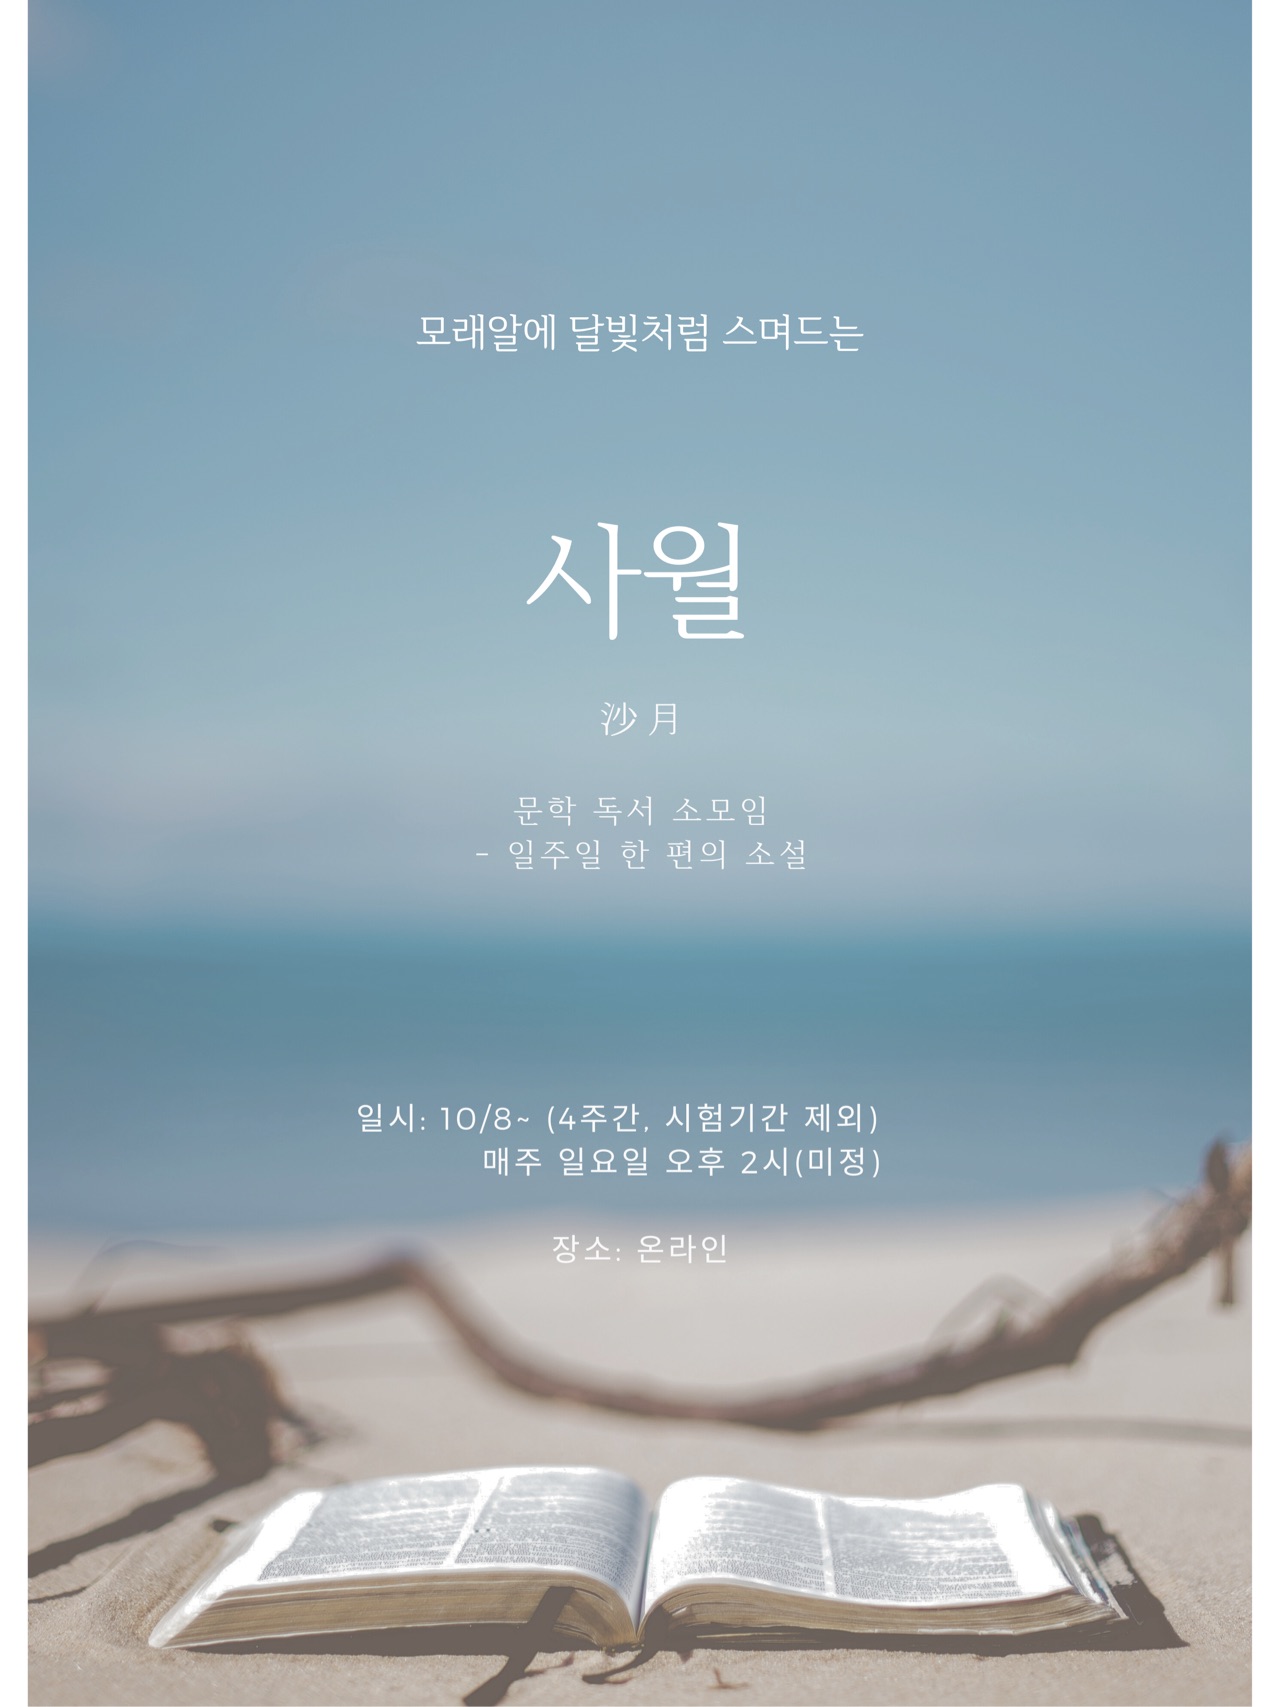 모래알에 달빛처럼 스며드는
사월
沙月
문학 독서 소모임
- 일주일 한 편의 소설
일시: 10/8~ (4주간, 시험기간 제외)
매주 일요일 오후 2시(미정)
장소: 온라인